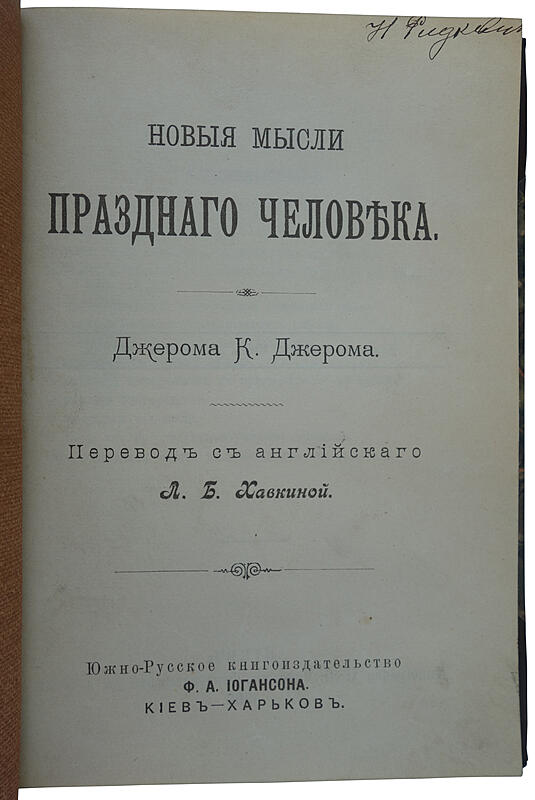 НОВЫЯ МЫСЛИ
ПРАЗДНАГО ЧЕЛОВѢКА.
Джерома К. Джерома.
Переводъ съ англійскаго
Л. Б. Хавкиной.
Южно-Русское книгоиздательство
Ф. А. ІОГАНСОНА.
КІЕВЪ—ХАРЬКОВЪ.